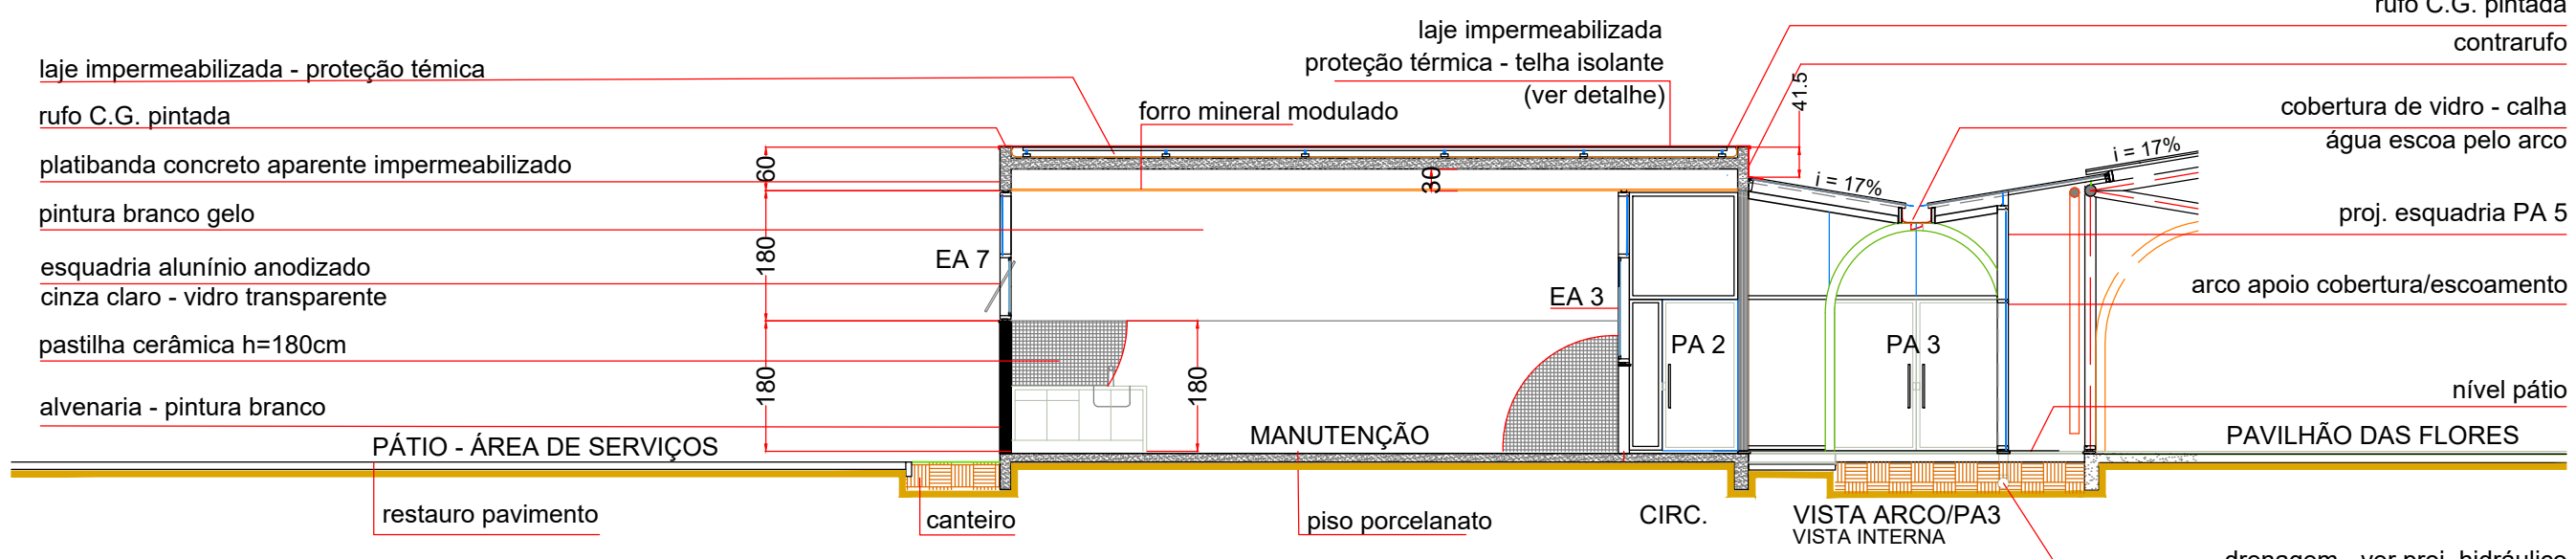 rufo C.G. pintada
laje impermeabilizada
contrarufo
proteção térmica - telha isolante
laje impermeabilizada - proteção témica
(ver detalhe)
41.5
forro mineral modulado
cobertura de vidro - calha
rufo C.G. pintada
água escoa pelo arco
i = 17%
platibanda concreto aparente impermeabilizado
60
30
i = 17%
pintura branco gelo
proj. esquadria PA 5
180
EA 7
esquadria alunínio anodizado
cinza claro - vidro transparente
EA 3
arco apoio cobertura/escoamento
pastilha cerâmica h=180cm
PA 2
PA 3
180
180
nível pátio
alvenaria - pintura branco
PÁTIO - ÁREA DE SERVIÇOS
MANUTENÇÃO
PAVILHÃO DAS FLORES
restauro pavimento
canteiro
piso porcelanato
CIRC.
VISTA ARCO/PA3
VISTA INTERNA
drenagem - ver proj. hidráulico